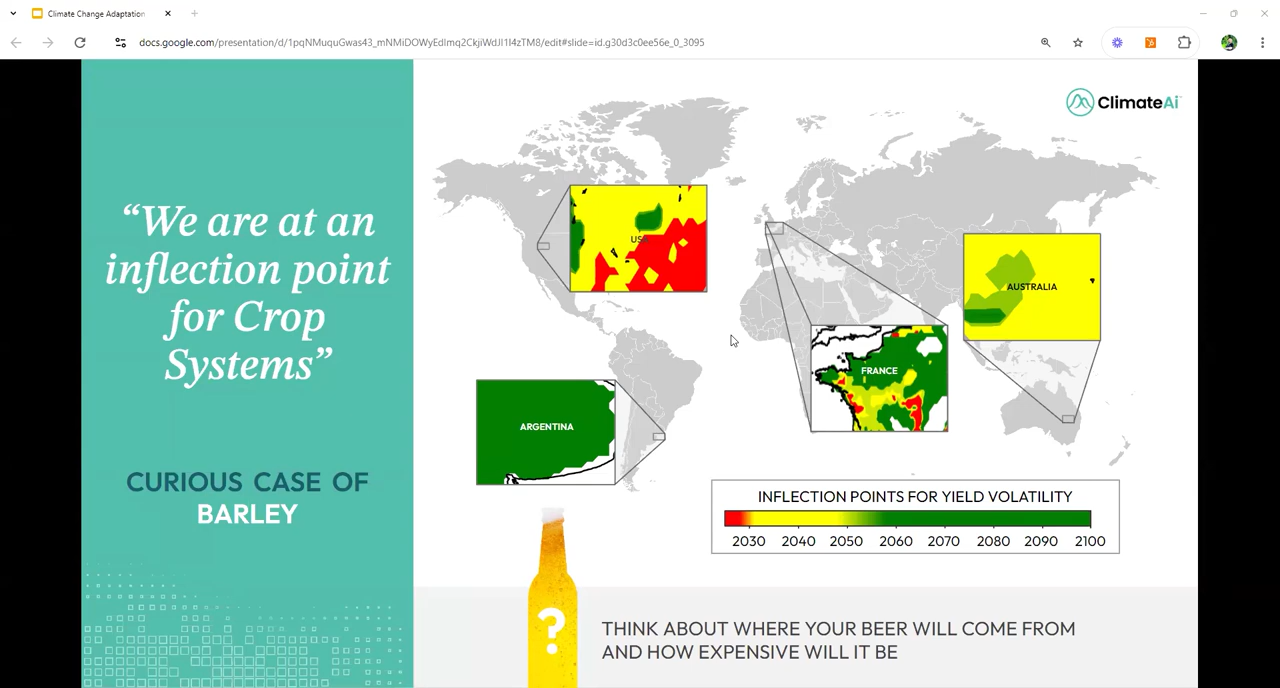 Climate Change Adaptation
docs.google.com/presentation/d/1pqNMuquGwas43_mNMiDOWyEdlmq2CkjiWdJl1I4zTM8/edit#slide=id.g30d3c0ee56e_0_3095
ClimateAi
“We are at an
inflection point
for Crop
Systems”
CURIOUS CASE OF
BARLEY
USA
AUSTRALIA
FRANCE
ARGENTINA
INFLECTION POINTS FOR YIELD VOLATILITY
2030 2040 2050 2060 2070 2080 2090 2100
?
THINK ABOUT WHERE YOUR BEER WILL COME FROM
AND HOW EXPENSIVE WILL IT BE